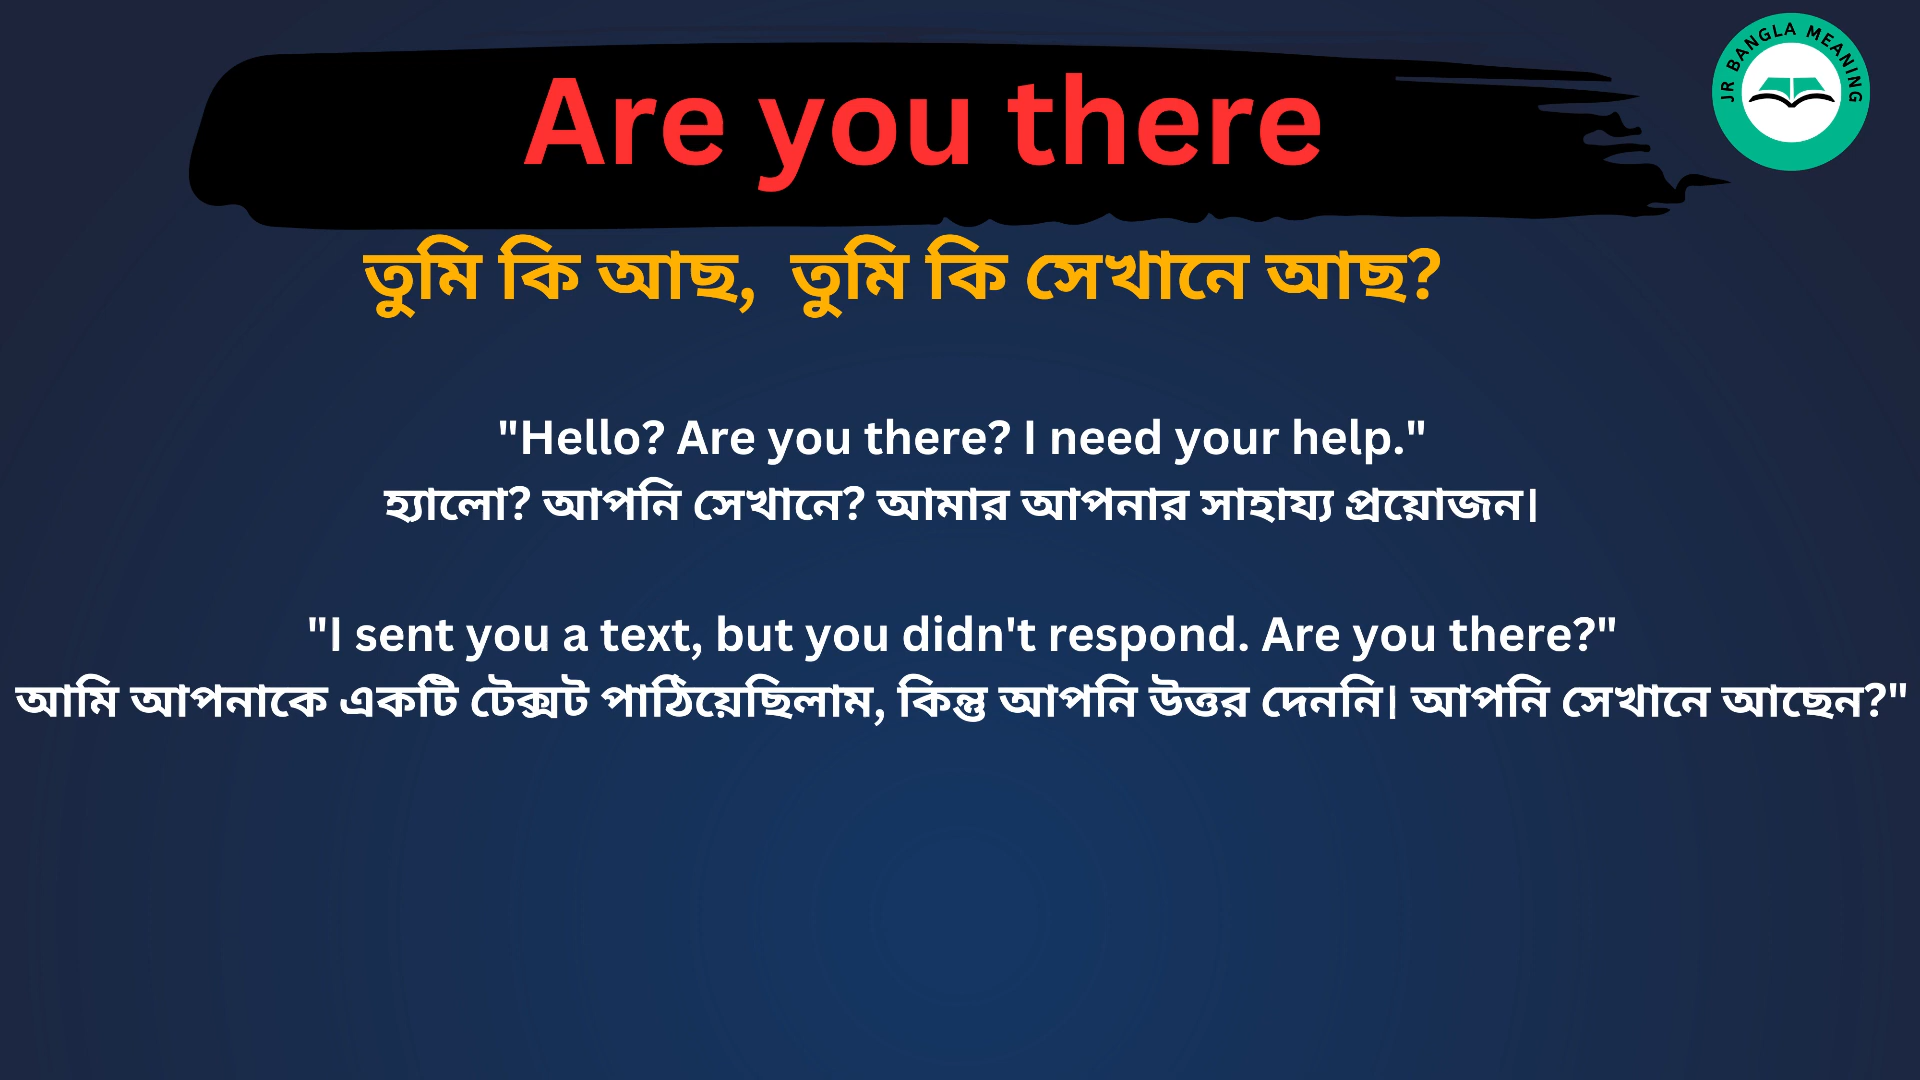 Are you there
JR BANGLA MEANING
তুমি কি আছ, তুমি কি সেখানে আছ?
"Hello? Are you there? I need your help."
হ্যালো? আপনি সেখানে? আমার আপনার সাহায্য প্রয়োজন।
"I sent you a text, but you didn't respond. Are you there?"
আমি আপনাকে একটি টেক্সট পাঠিয়েছিলাম, কিন্তু আপনি উত্তর দেননি। আপনি সেখানে আছেন?"